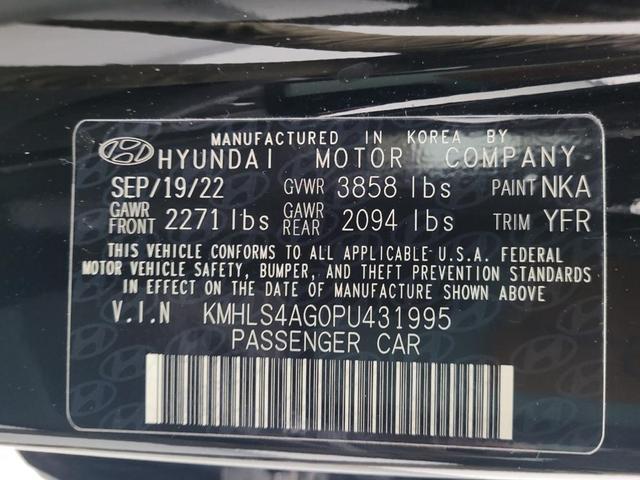 MANUFACTURED IN KOREA BY
HYUNDAI MOTOR COMPANY
SEP/19/22 GVWR 3858 lbs PAINT NKA
GAWR FRONT 2271 lbs GAWR REAR 2094 lbs TRIM YFR
THIS VEHICLE CONFORMS TO ALL APPLICABLE U.S.A. FEDERAL
MOTOR VEHICLE SAFETY, BUMPER, AND THEFT PREVENTION STANDARDS
IN EFFECT ON THE DATE OF MANUFACTURE SHOWN ABOVE
V.I.N KMHLS4AG0PU431995
PASSENGER CAR